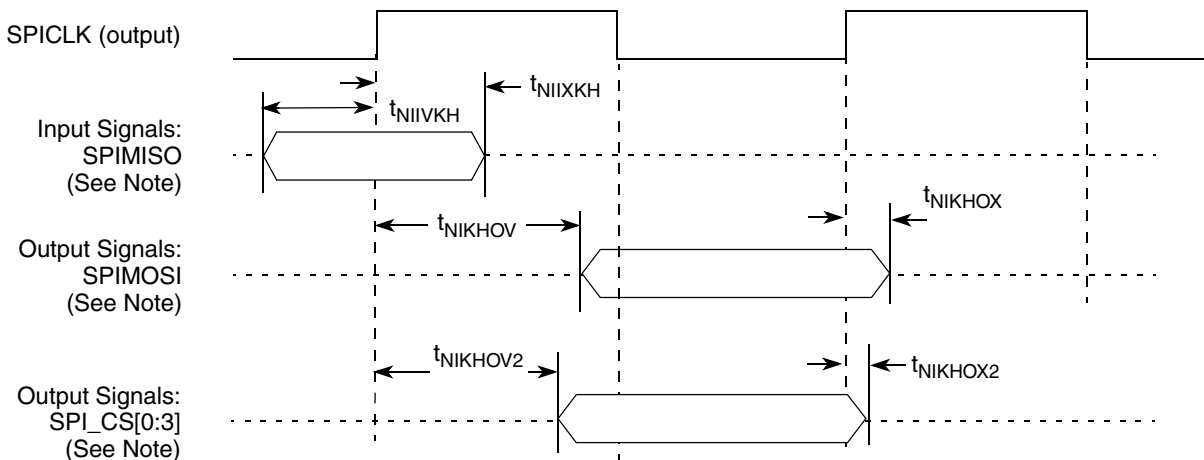 SPICLK (output)
tNIIXKH
tNIIVKH
Input Signals:
SPIMISO
(See Note)
tNIKHOX
tNIKHOV
Output Signals:
SPIMOSI
(See Note)
tNIKHOV2
tNIKHOX2
Output Signals:
SPI_CS[0:3]
(See Note)